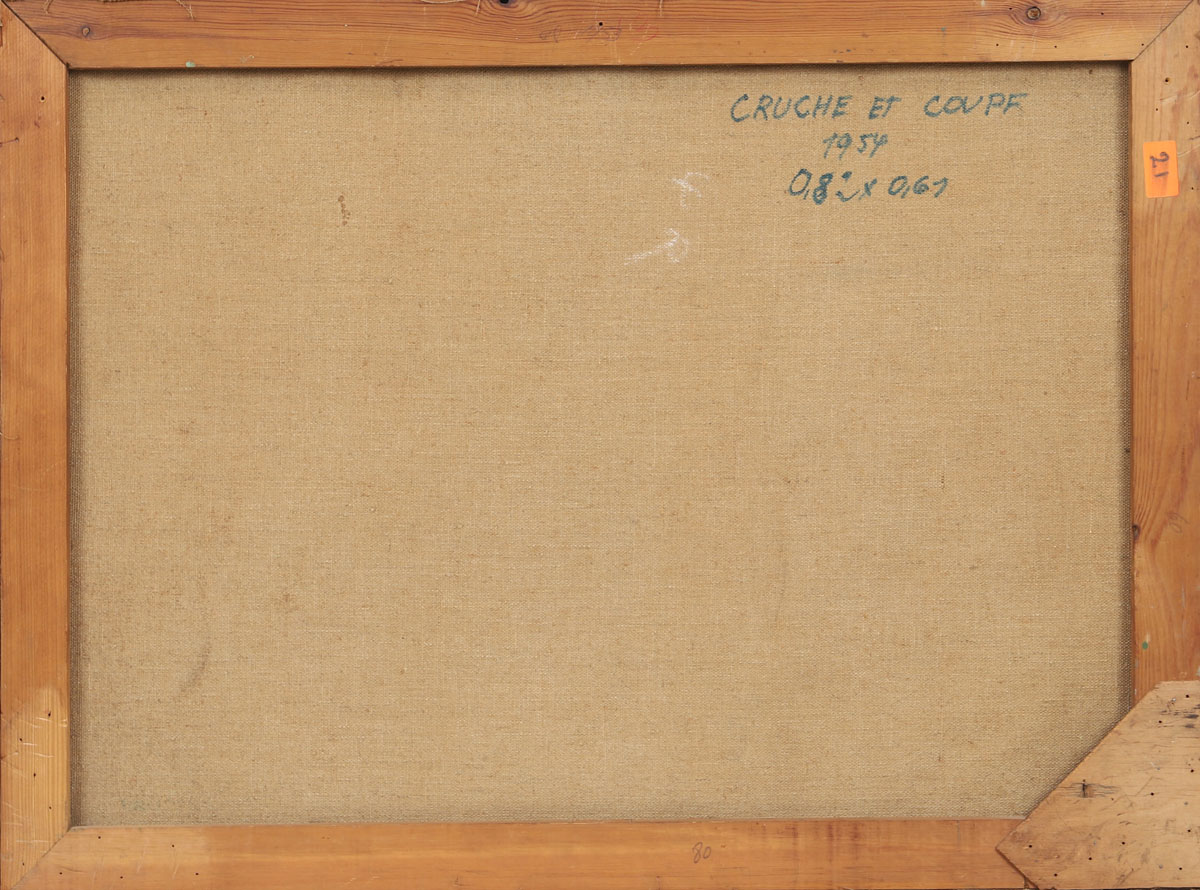 CRUCHE ET COUPE
1954
0,82 x 0,61
21
80